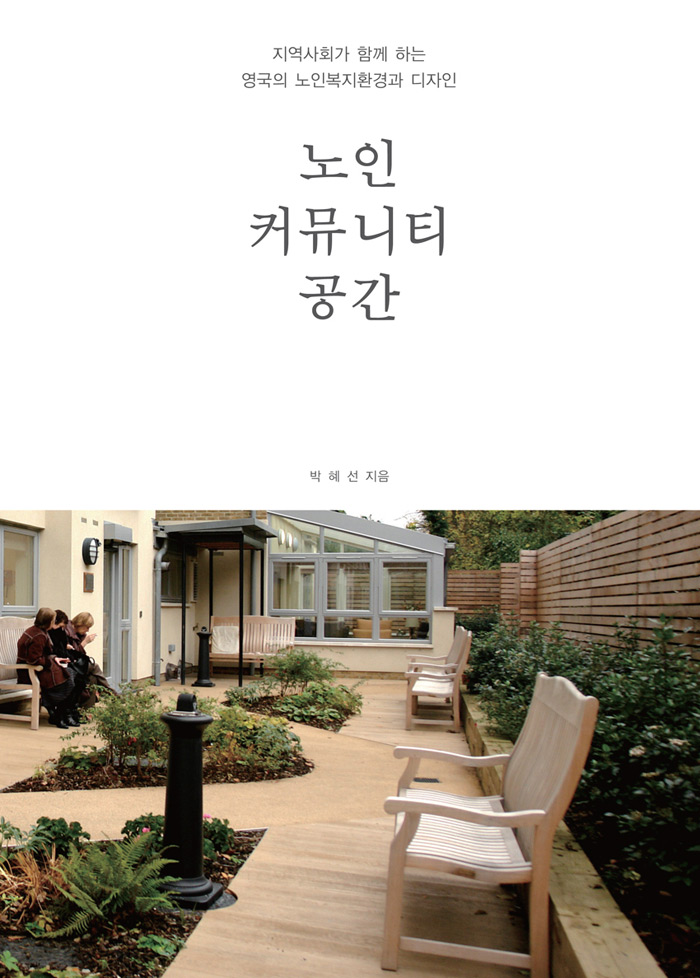 지역사회가 함께 하는
영국의 노인복지환경과 디자인
노인
커뮤니티
공간
박 혜 선 지음